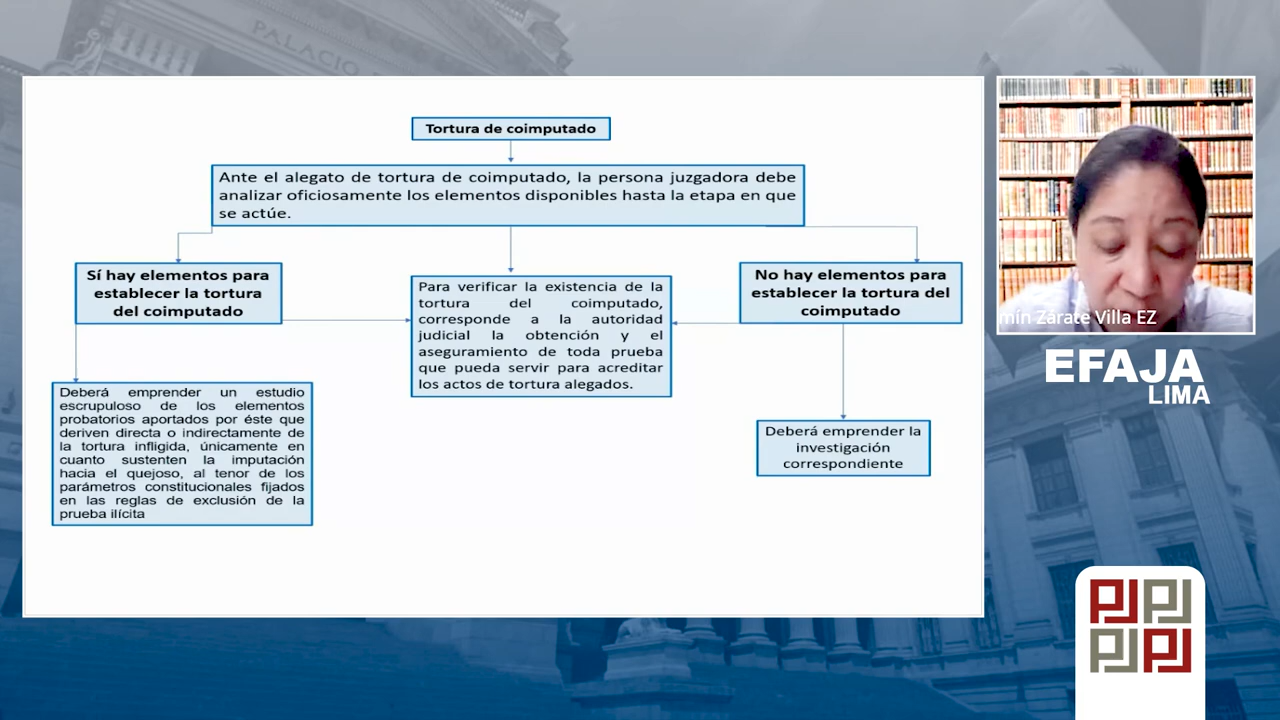 PALACIO
Tortura de coimputado
Ante el alegato de tortura de coimputado, la persona juzgadora debe
analizar oficiosamente los elementos disponibles hasta la etapa en que
se actúe.
Sí hay elementos para
establecer la tortura
del coimputado
Para verificar la existencia de la
tortura del coimputado,
corresponde a la autoridad
judicial la obtención y el
aseguramiento de toda prueba
que pueda servir para acreditar
los actos de tortura alegados.
No hay elementos para
establecer la tortura del
coimputado
Deberá emprender un estudio
escrupuloso de los elementos
probatorios aportados por éste que
deriven directa o indirectamente de
la tortura infligida, únicamente en
cuanto sustenten la imputación
hacia el quejoso, al tenor de los
parámetros constitucionales fijados
en las reglas de exclusión de la
prueba ilícita
Deberá emprender la
investigación
correspondiente
mín Zárate Villa EZ
EFAJA
LIMA
PJ PJ
PJ PJ